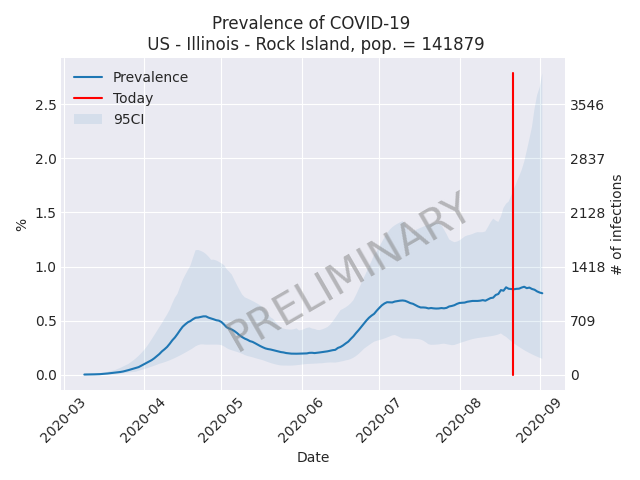 Prevalence of COVID-19
US - Illinois - Rock Island, pop. = 141879
Prevalence
Today
95CI
PRELIMINARY
%
2.5
2.0
1.5
1.0
0.5
0.0
3546
2837
2128
1418
709
0
# of infections
2020-03
2020-04
2020-05
2020-06
2020-07
2020-08
2020-09
Date